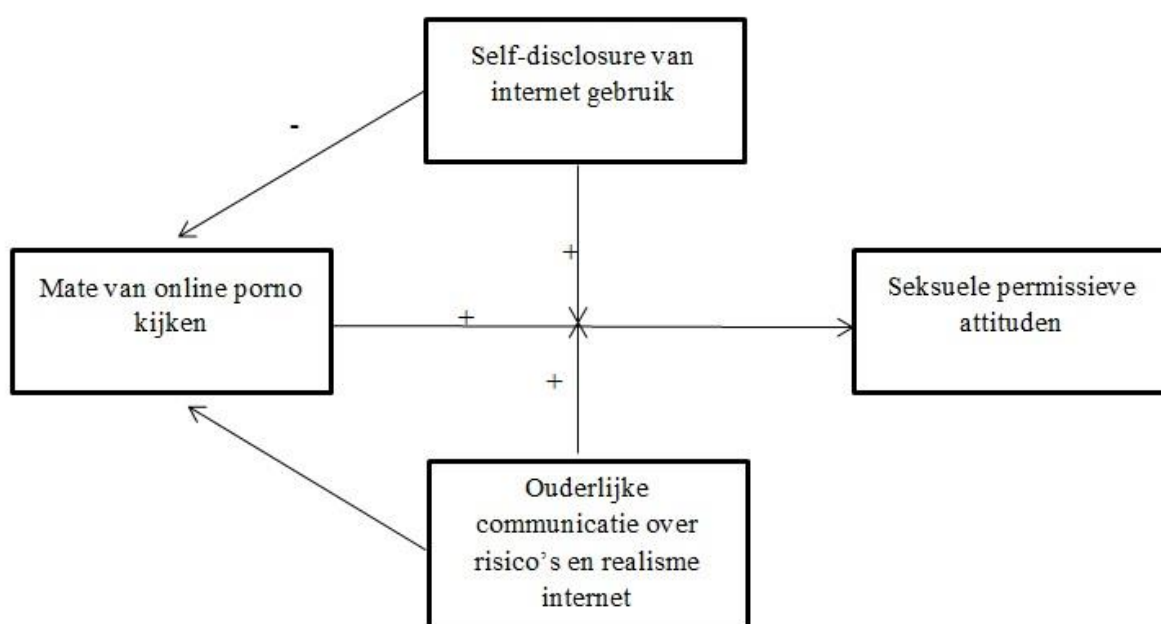 Self-disclosure van
internet gebruik
-
+
Mate van online porno
kijken
+
Seksuele permissieve
attituden
+
Ouderlijke
communicatie over
risico’s en realisme
internet